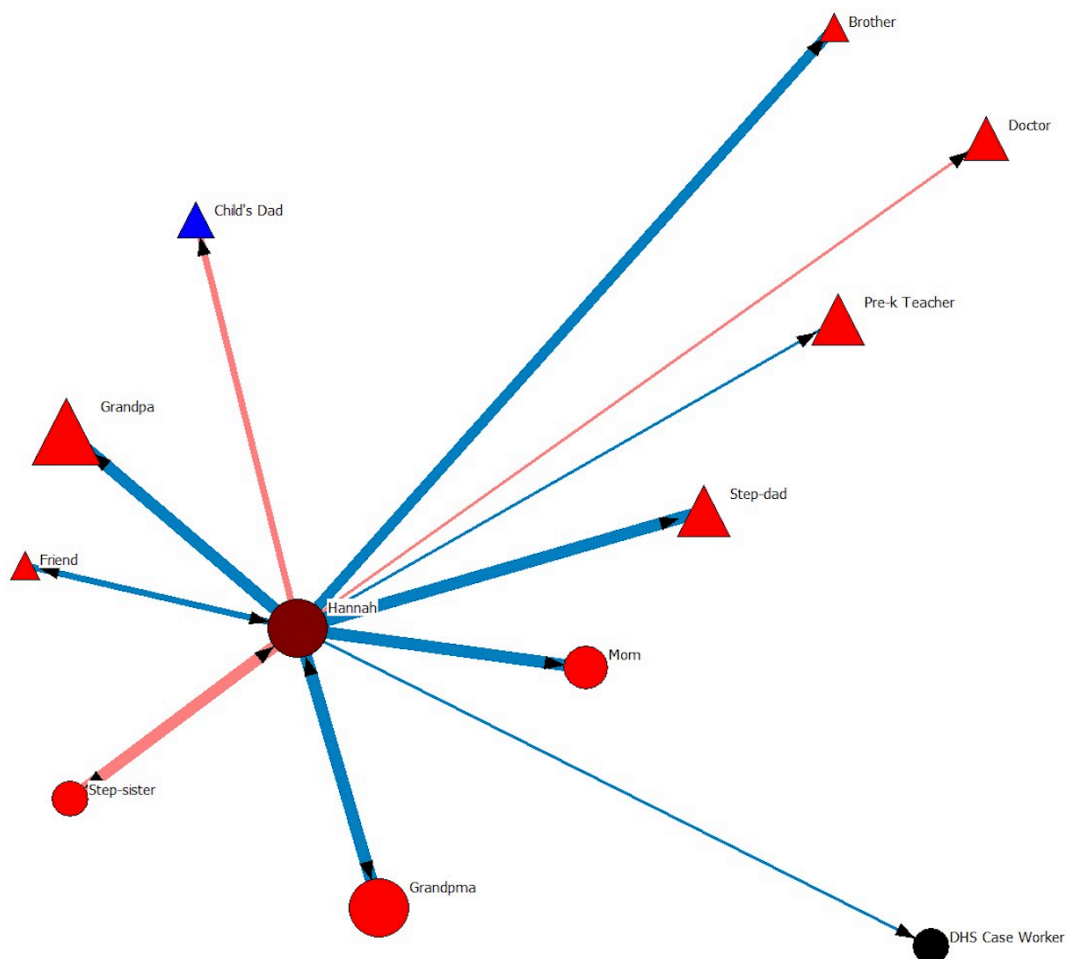 Brother
Doctor
Child's Dad
Pre-k Teacher
Grandpa
Step-dad
Friend
Hannah
Mom
Step-sister
Grandpma
DHS Case Worker